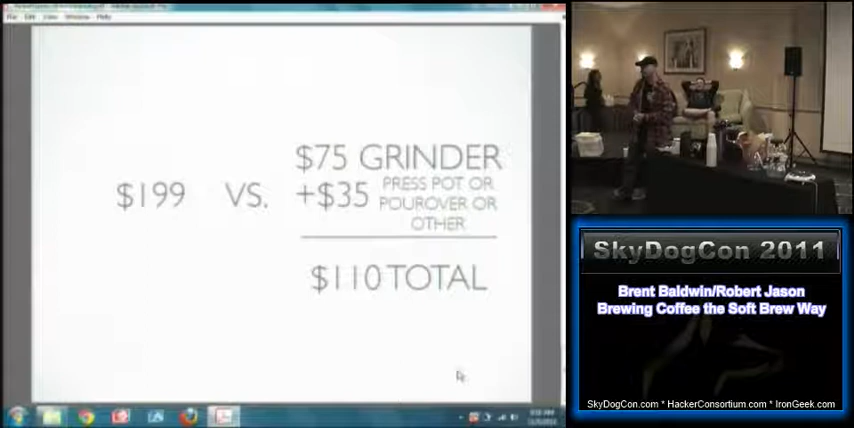 $75 GRINDER
$199 VS. +$35 PRESS POT OR
POUROVER OR
OTHER
$110 TOTAL
SkyDogCon 2011
Brent Baldwin/Robert Jason
Brewing Coffee the Soft Brew Way
SkyDogCon.com * HackerConsortium.com * IronGeek.com